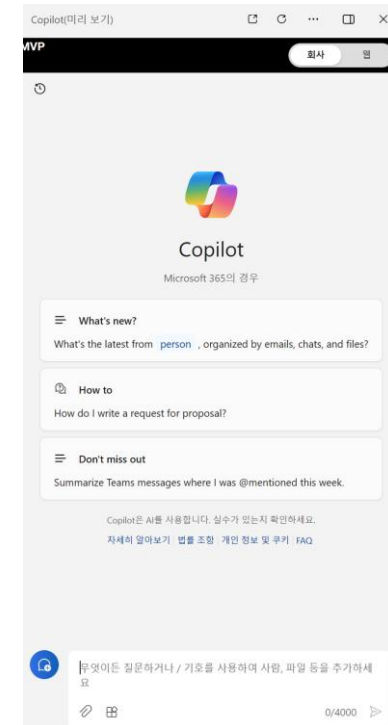 Copilot(미리 보기)
MVP
회사
웹
Copilot
Microsoft 365의 경우
What's new?
What's the latest from person , organized by emails, chats, and files?
How to
How do I write a request for proposal?
Don't miss out
Summarize Teams messages where I was @mentioned this week.
Copilot은 AI를 사용합니다. 실수가 있는지 확인하세요.
자세히 알아보기 법률 조항 개인 정보 및 쿠키 FAQ
무엇이든 질문하거나 / 기호를 사용하여 사람, 파일 등을 추가하세
요
0/4000